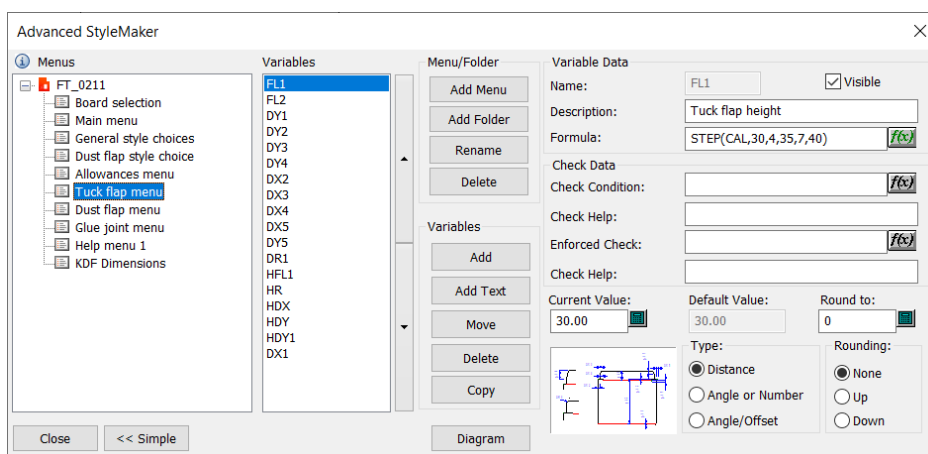 Advanced StyleMaker
Menus
FT_0211
Board selection
Main menu
General style choices
Dust flap style choice
Allowances menu
Tuck flap menu
Dust flap menu
Glue joint menu
Help menu 1
KDF Dimensions
Variables
FL1
FL2
DY1
DY2
DY3
DY4
DX2
DX3
DX4
DX5
DY5
DR1
HFL1
HR
HDX
HDY
HDY1
DX1
Menu/Folder
Add Menu
Add Folder
Rename
Delete
Variables
Add
Add Text
Move
Delete
Copy
Variable Data
Name: FL1 Visible
Description: Tuck flap height
Formula: STEP(CAL,30,4,35,7,40) f(x)
Check Data
Check Condition: f(x)
Check Help:
Enforced Check: f(x)
Check Help:
Current Value: Default Value: Round to:
30.00 30.00 0
Type: Rounding:
Distance None
Angle or Number Up
Angle/Offset Down
Close << Simple Diagram